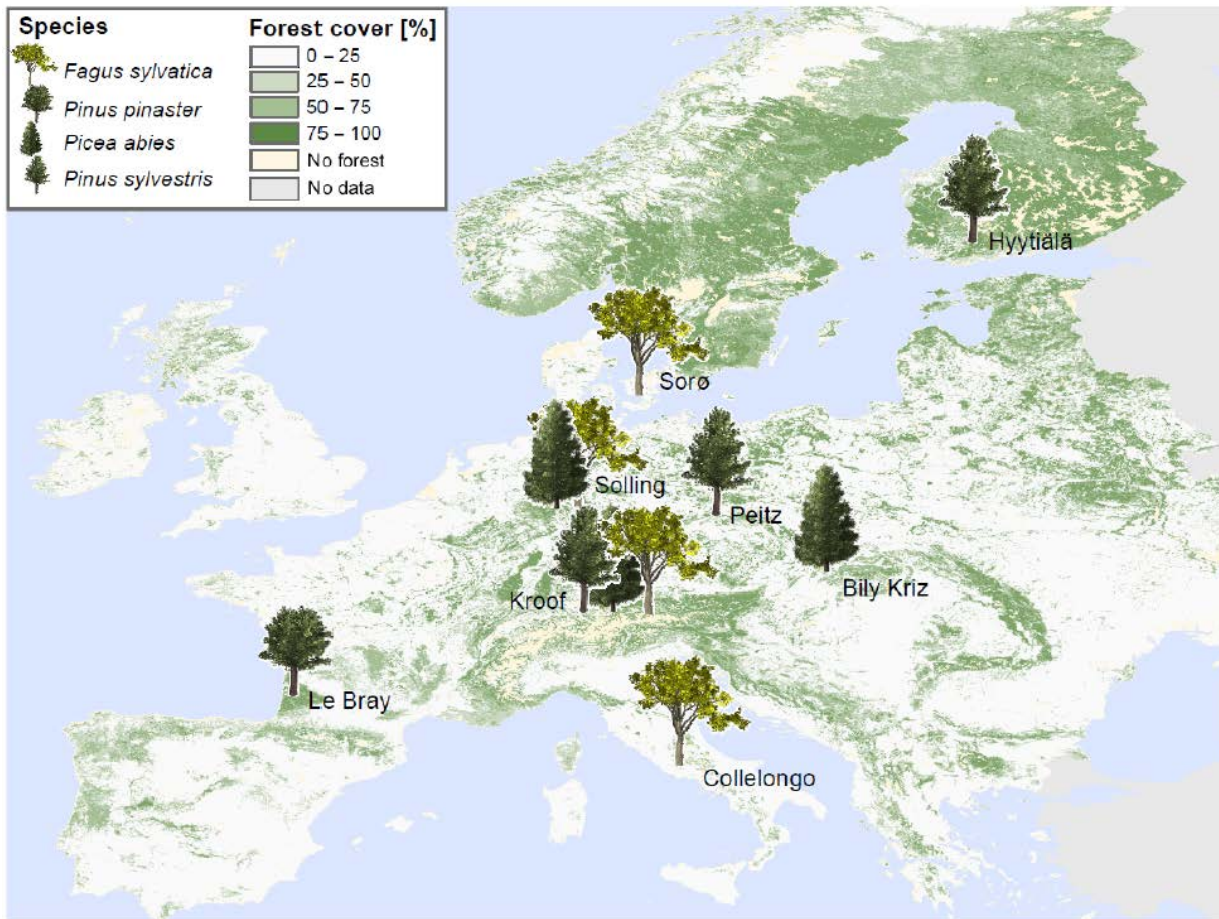 Species
Fagus sylvatica
Pinus pinaster
Picea abies
Pinus sylvestris
Forest cover [%]
0 – 25
25 – 50
50 – 75
75 – 100
No forest
No data
Hyytiälä
Sorø
Solling
Peitz
Kroof
Bily Kriz
Le Bray
Collelongo